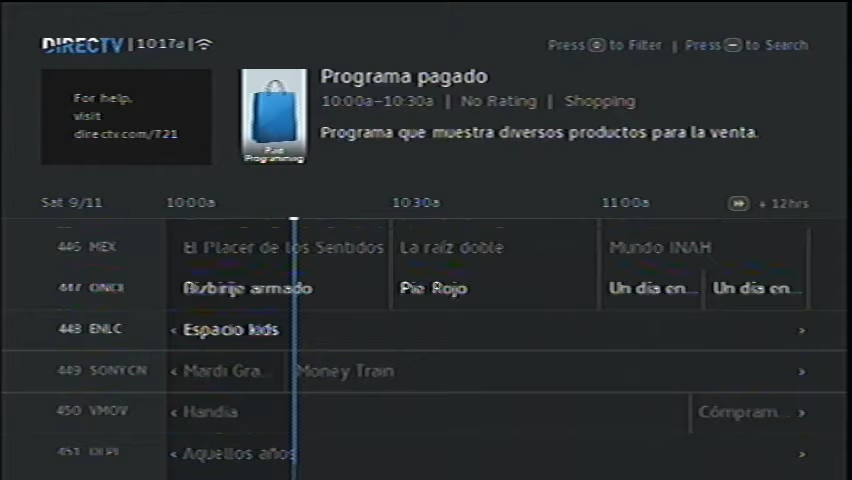 DIRECTV | 10:17a |
Press to Filter | Press to Search
For help,
visit
directv.com/721
Paid
Programming
Programa pagado
10:00a-10:30a | No Rating | Shopping
Programa que muestra diversos productos para la venta.
Sat 9/11 10:00a 10:30a 11:00a + 12hrs
446 MEX El Placer de los Sentidos La raíz doble Mundo INAH
447 ONCE Bizbirije armado Pie Rojo Un día en... Un día en...
448 ENLC ‹ Espacio kids ›
449 SONYCN ‹ Mardi Gra... Money Train ›
450 VMOV ‹ Handia Cómpram... ›
451 ‹ Aquellos años ›